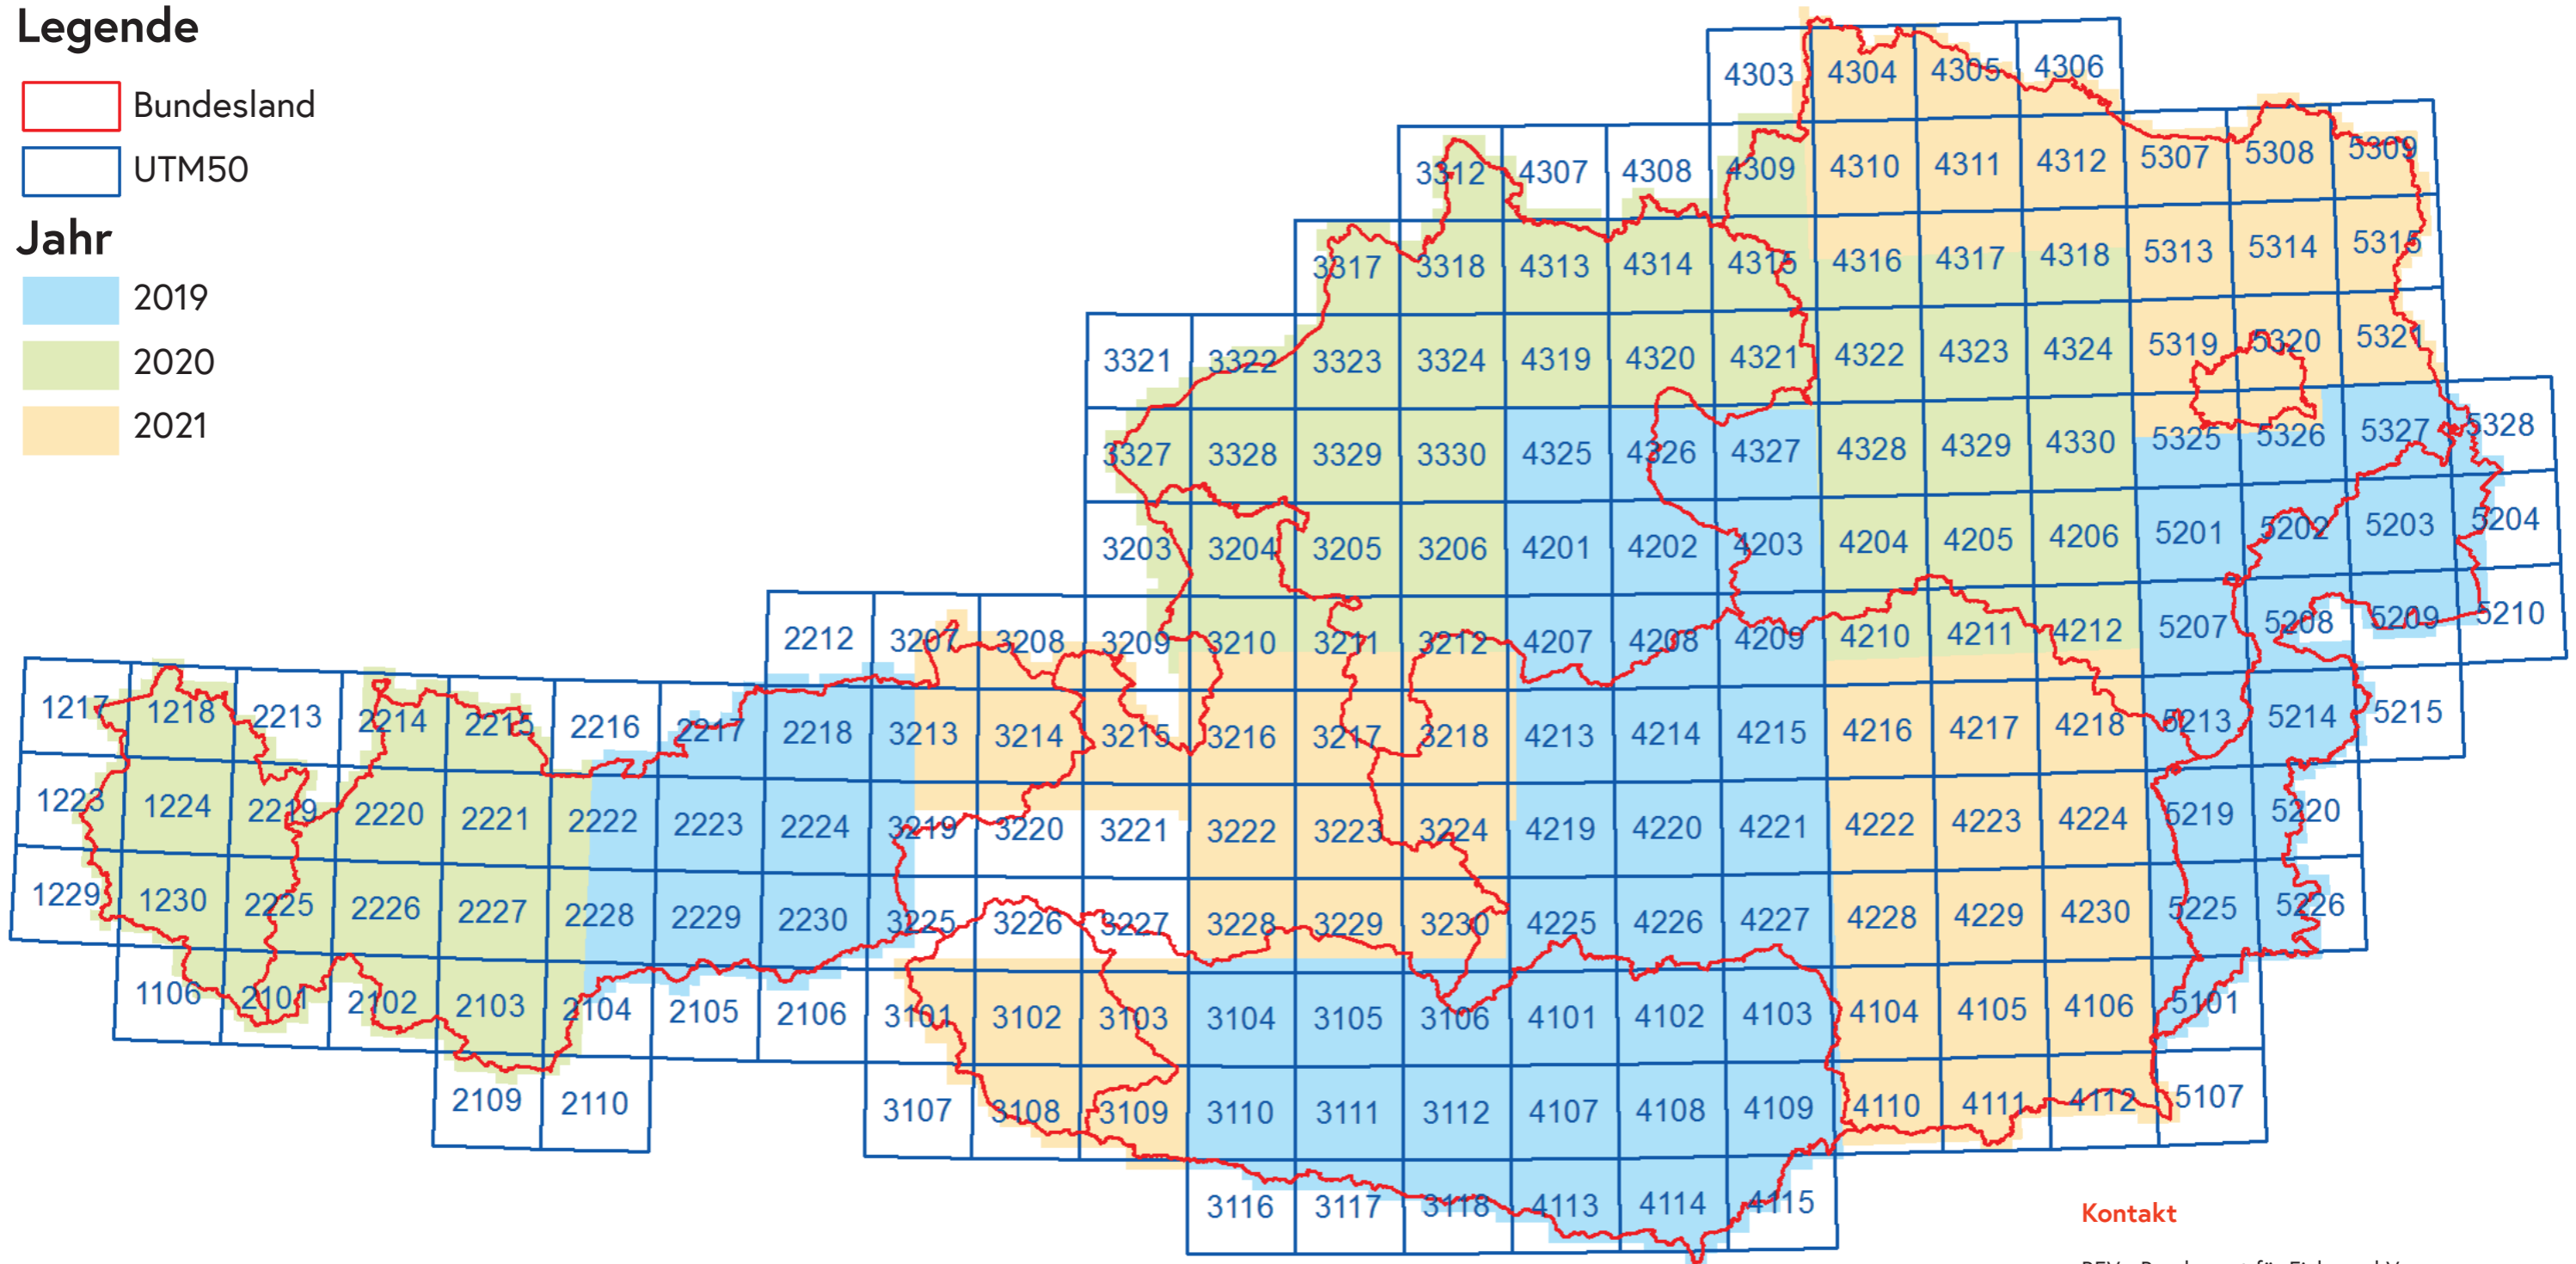 Legende
Bundesland
UTM50
Jahr
2019
2020
2021
4303 4304 4305 4306
3312 4307 4308 4309 4310 4311 4312 5307 5308 5309
3317 3318 4313 4314 4315 4316 4317 4318 5313 5314 5315
3321 3322 3323 3324 4319 4320 4321 4322 4323 4324 5319 5320 5321
3327 3328 3329 3330 4325 4326 4327 4328 4329 4330 5325 5326 5327 5328
3203 3204 3205 3206 4201 4202 4203 4204 4205 4206 5201 5202 5203 5204
2212 3207 3208 3209 3210 3211 3212 4207 4208 4209 4210 4211 4212 5207 5208 5209 5210
1217 1218 2213 2214 2215 2216 2217 2218 3213 3214 3215 3216 3217 3218 4213 4214 4215 4216 4217 4218 5213 5214 5215
1223 1224 2219 2220 2221 2222 2223 2224 3219 3220 3221 3222 3223 3224 4219 4220 4221 4222 4223 4224 5219 5220
1229 1230 2225 2226 2227 2228 2229 2230 3225 3226 3227 3228 3229 3230 4225 4226 4227 4228 4229 4230 5225 5226
1106 2101 2102 2103 2104 2105 2106 3101 3102 3103 3104 3105 3106 4101 4102 4103 4104 4105 4106 5101
2109 2110 3107 3108 3109 3110 3111 3112 4107 4108 4109 4110 4111 4112 5107
3116 3117 3118 4113 4114 4115
Kontakt